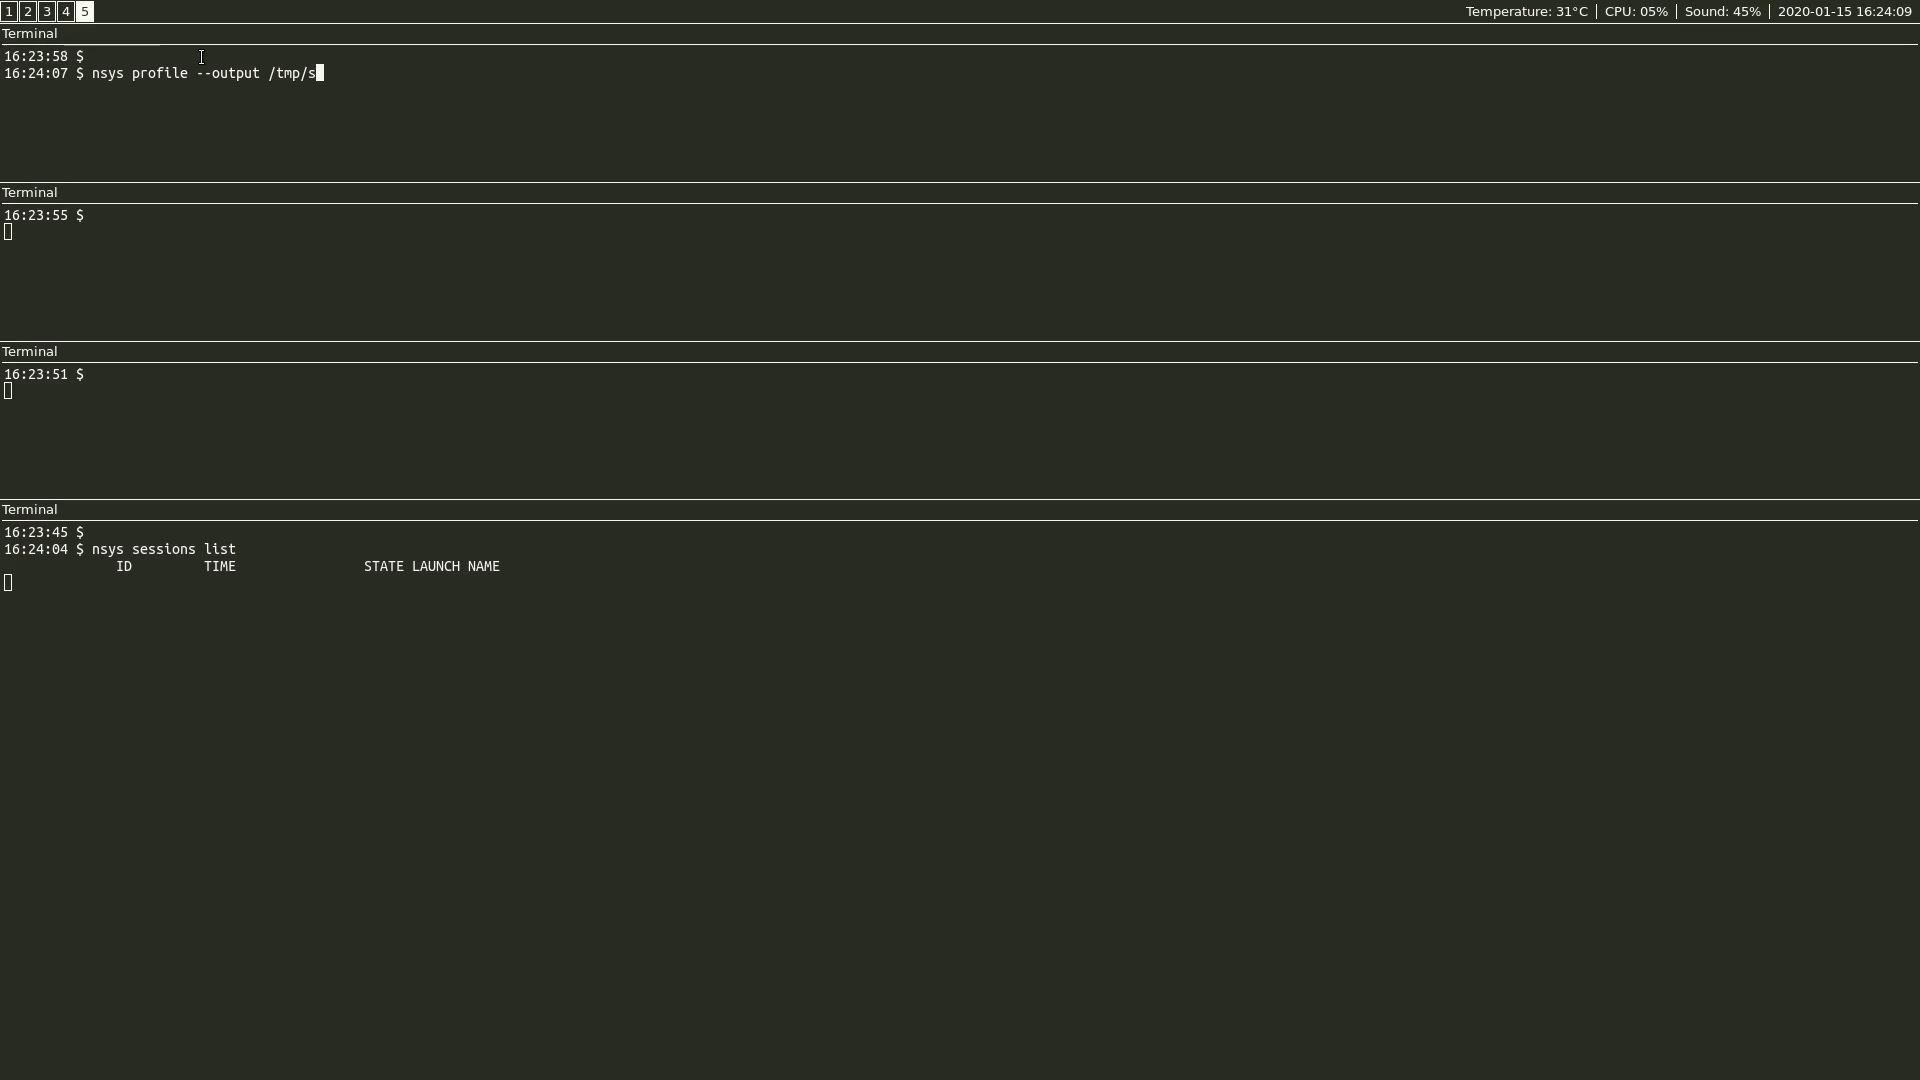 1 2 3 4 5 Temperature: 31°C | CPU: 05% | Sound: 45% | 2020-01-15 16:24:09
Terminal
16:23:58 $
16:24:07 $ nsys profile --output /tmp/s
Terminal
16:23:55 $
Terminal
16:23:51 $
Terminal
16:23:45 $
16:24:04 $ nsys sessions list
ID TIME STATE LAUNCH NAME